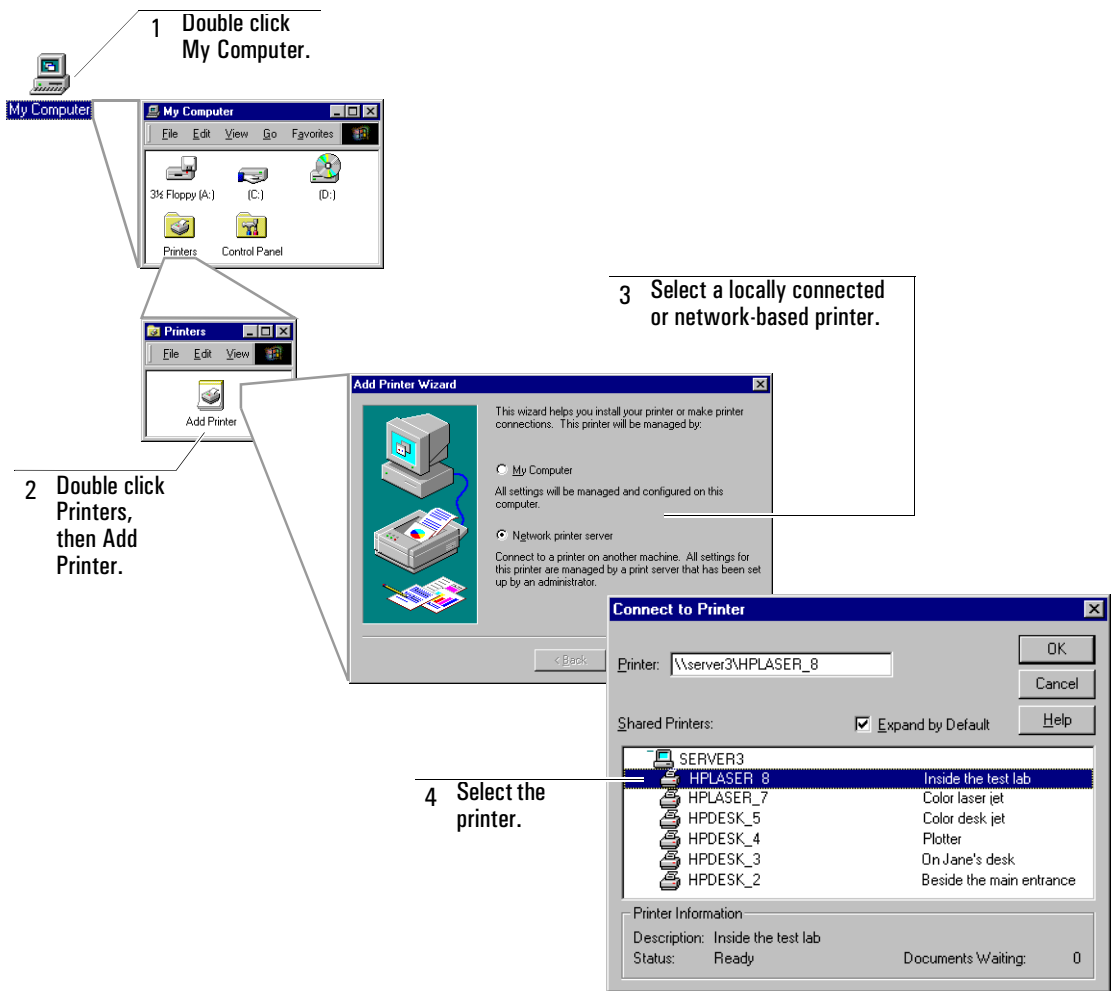 1 Double click
My Computer.
My Computer
My Computer
File Edit View Go Favorites
3½ Floppy (A:) (C:) (D:)
Printers Control Panel
Printers
File Edit View
Add Printer
2 Double click
Printers,
then Add
Printer.
3 Select a locally connected
or network-based printer.
Add Printer Wizard
This wizard helps you install your printer or make printer
connections. This printer will be managed by:
My Computer
All settings will be managed and configured on this
computer.
Network printer server
Connect to a printer on another machine. All settings for
this printer are managed by a print server that has been set
up by an administrator.
< Back
Connect to Printer
Printer: \\server3\HPLASER_8
OK
Cancel
Help
Shared Printers: Expand by Default
SERVER3
HPLASER_8 Inside the test lab
HPLASER_7 Color laser jet
HPDESK_5 Color desk jet
HPDESK_4 Plotter
HPDESK_3 On Jane's desk
HPDESK_2 Beside the main entrance
4 Select the
printer.
Printer Information
Description: Inside the test lab
Status: Ready Documents Waiting: 0